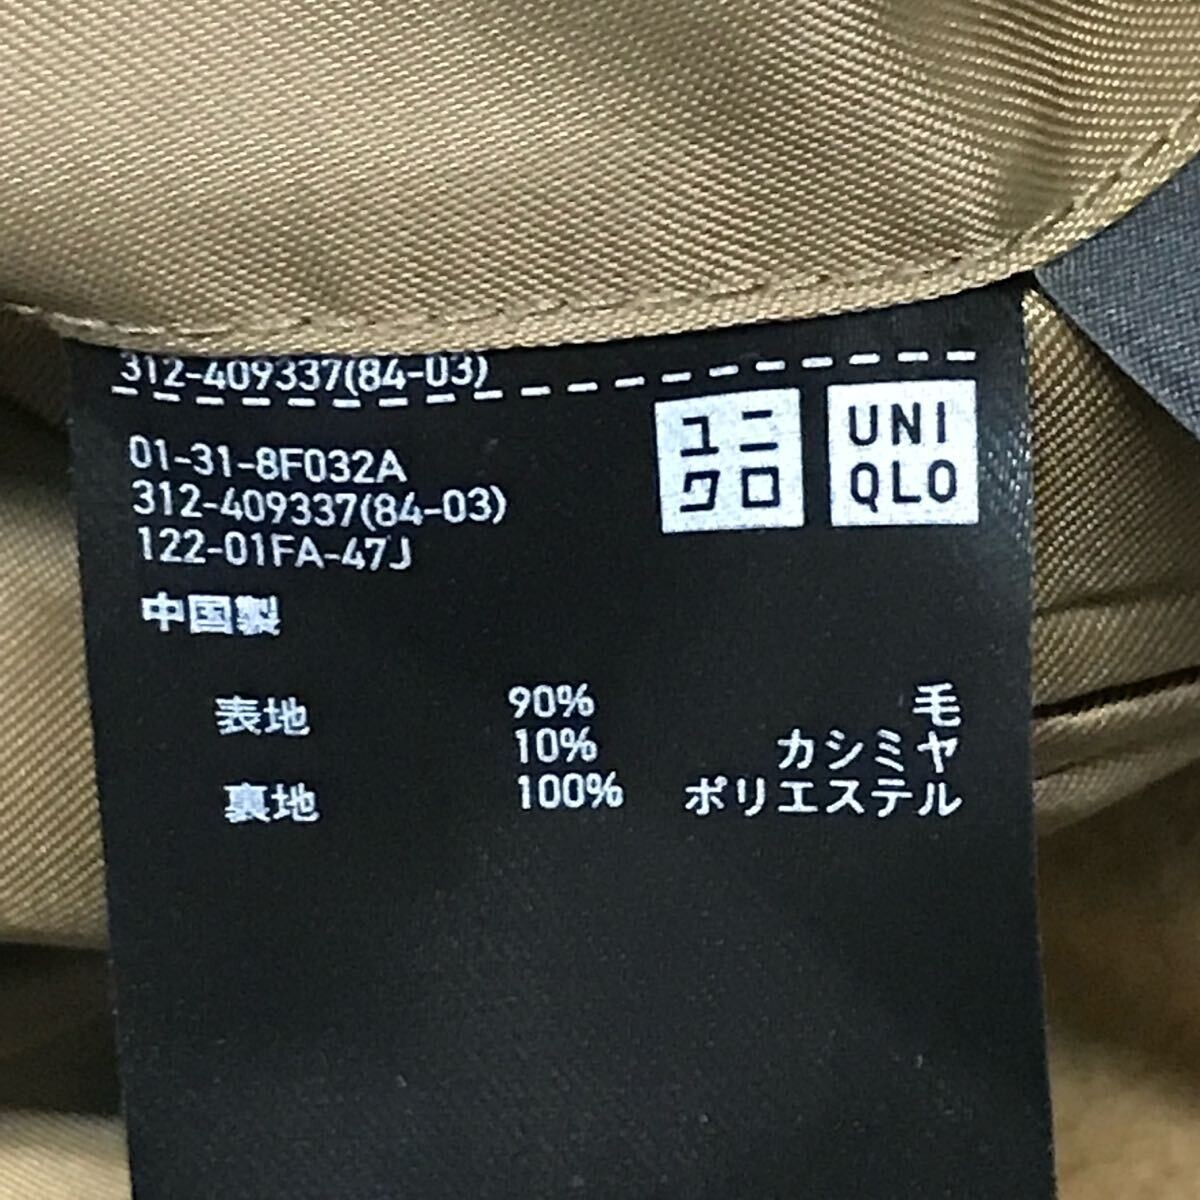 312-409337(84-03)
ユニ
クロ
UNI
QLO
01-31-8F032A
312-409337(84-03)
122-01FA-47J
中国製
表地 90% 毛
10% カシミヤ
裏地 100% ポリエステル